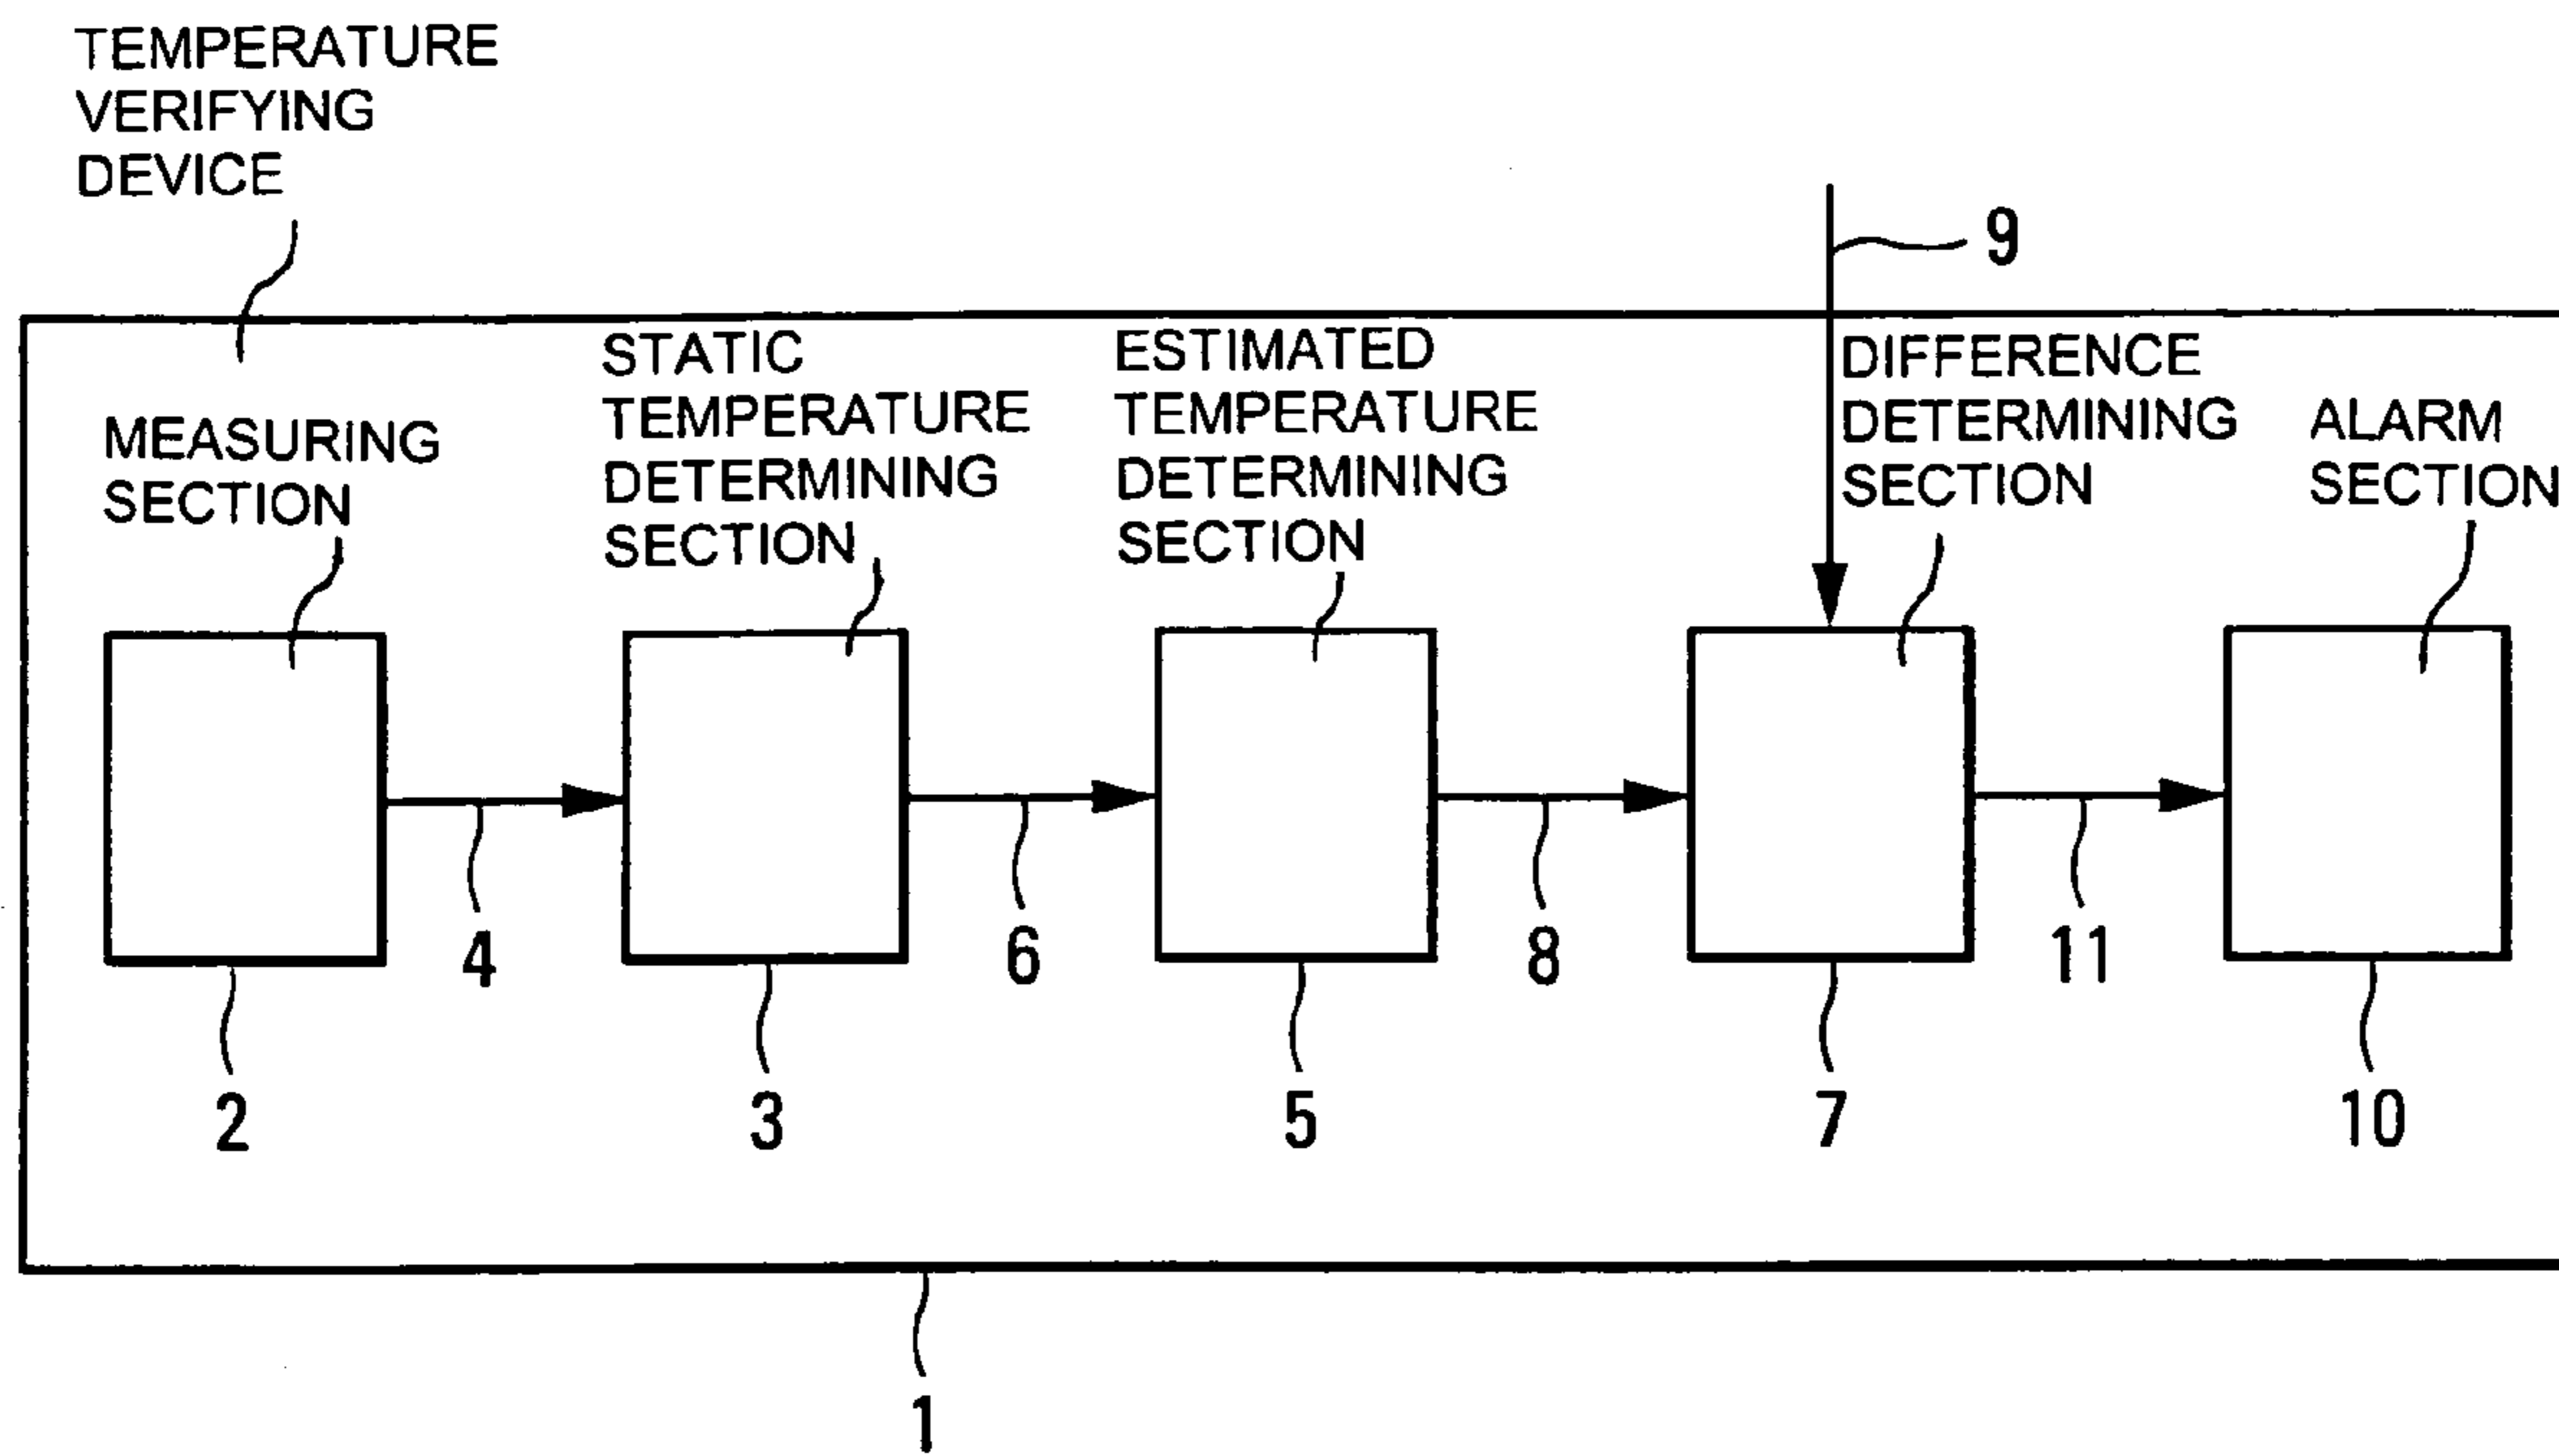 TEMPERATURE
VERIFYING
DEVICE
9
MEASURING
SECTION
STATIC
TEMPERATURE
DETERMINING
SECTION
ESTIMATED
TEMPERATURE
DETERMINING
SECTION
DIFFERENCE
DETERMINING
SECTION
ALARM
SECTION
4
6
8
11
2
3
5
7
10
1